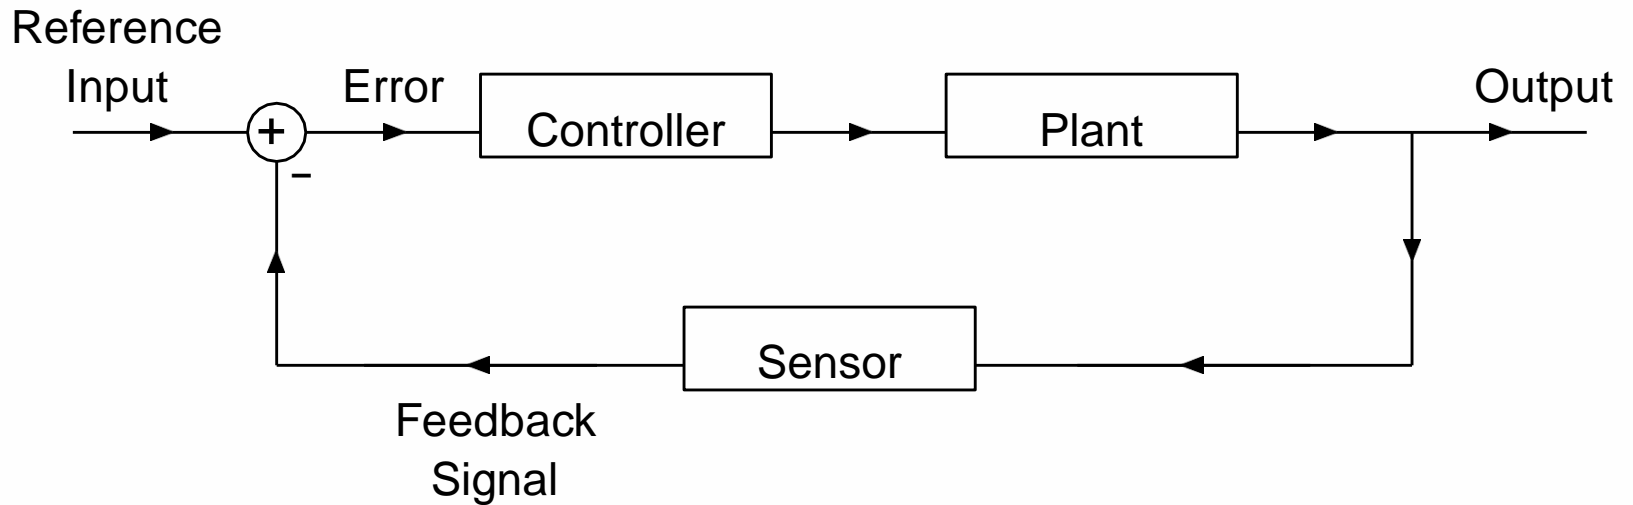 Reference
Input
Error
Controller
Plant
Output
+
–
Sensor
Feedback
Signal